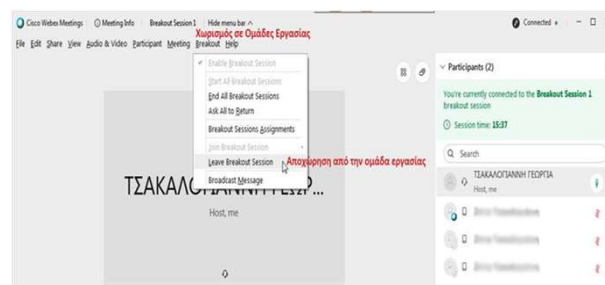 Cisco Webex Meetings Meeting Info Breakout Session 1 Hide menu bar Connected
Χωρισμός σε Ομάδες Εργασίας
File Edit Share View Audio & Video Participant Meeting Breakout Help
Enable Breakout Session
Start All Breakout Sessions
End All Breakout Sessions
Ask All to Return
Breakout Sessions Assignments
Join Breakout Session
Leave Breakout Session Αποχώρηση από την ομάδα εργασίας
Broadcast Message
ΤΣΑΚΑΛΟΓΙΑΝΝΗ ΓΕΩΡ...
Host, me
Participants (2)
You're currently connected to the Breakout Session 1
breakout session
Session time: 15:37
Search
ΤΣΑΚΑΛΟΓΙΑΝΝΗ ΓΕΩΡΓΙΑ
Host, me